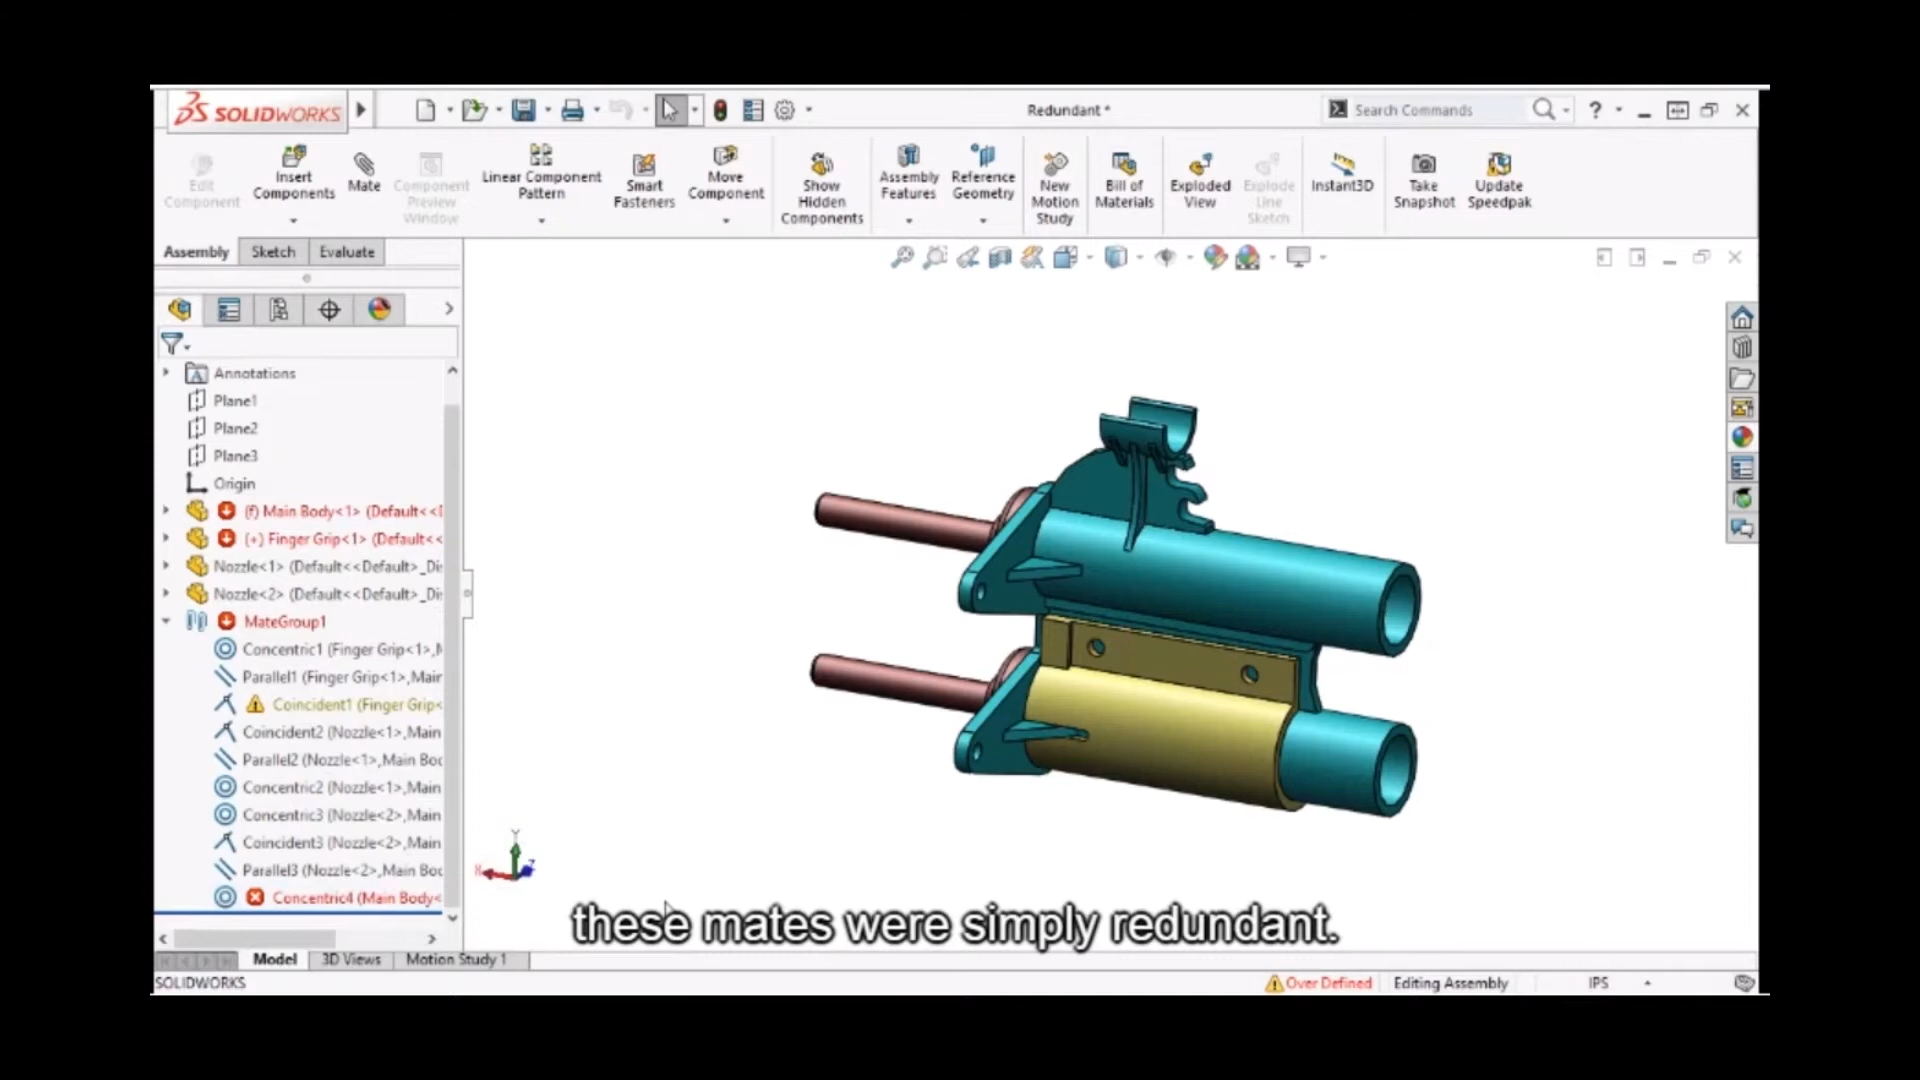 SOLIDWORKS
Redundant *
Search Commands
?
Edit Component
Insert Components
Mate
Component Preview Window
Linear Component Pattern
Smart Fasteners
Move Component
Show Hidden Components
Assembly Features
Reference Geometry
New Motion Study
Bill of Materials
Exploded View
Explode Line Sketch
Instant3D
Take Snapshot
Update Speedpak
Assembly
Sketch
Evaluate
Annotations
Plane1
Plane2
Plane3
Origin
(f) Main Body<1> (Default<<
(+) Finger Grip<1> (Default<<
Nozzle<1> (Default<<Default>_Di
Nozzle<2> (Default<<Default>_Di
MateGroup1
Concentric1 (Finger Grip<1>,M
Parallel1 (Finger Grip<1>,Main
Coincident1 (Finger Grip<
Coincident2 (Nozzle<1>,Main
Parallel2 (Nozzle<1>,Main Bod
Concentric2 (Nozzle<1>,Main
Concentric3 (Nozzle<2>,Main
Coincident3 (Nozzle<2>,Main
Parallel3 (Nozzle<2>,Main Bod
Concentric4 (Main Body<
Y
X
Z
these mates were simply redundant.
Model
3D Views
Motion Study 1
SOLIDWORKS
Over Defined
Editing Assembly
IPS